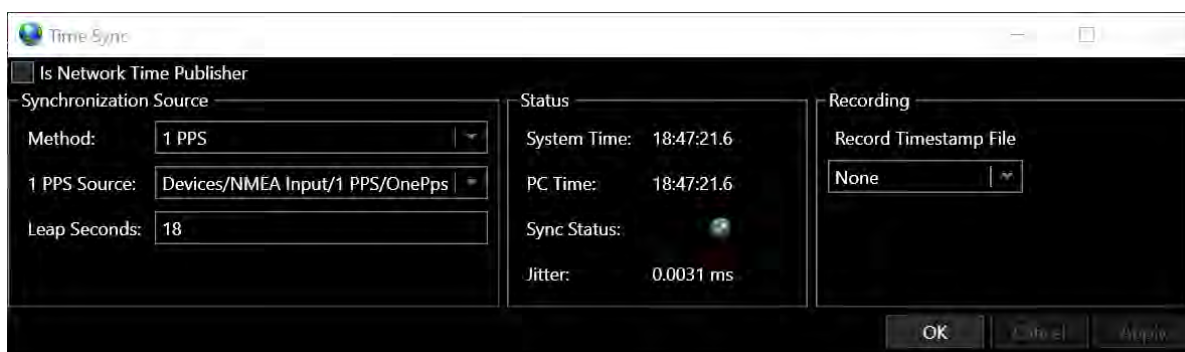 Time Sync
Is Network Time Publisher
Synchronization Source
Method: 1 PPS
1 PPS Source: Devices/NMEA Input/1 PPS/OnePps
Leap Seconds: 18
Status
System Time: 18:47:21.6
PC Time: 18:47:21.6
Sync Status:
Jitter: 0.0031 ms
Recording
Record Timestamp File
None
OK Cancel Apply